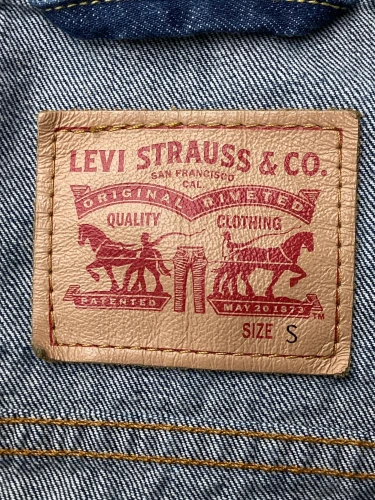 LEVI STRAUSS & CO.
SAN FRANCISCO
CAL
ORIGINAL RIVETED
QUALITY CLOTHING
PATENTED MAY 20 1873
TM
SIZE S